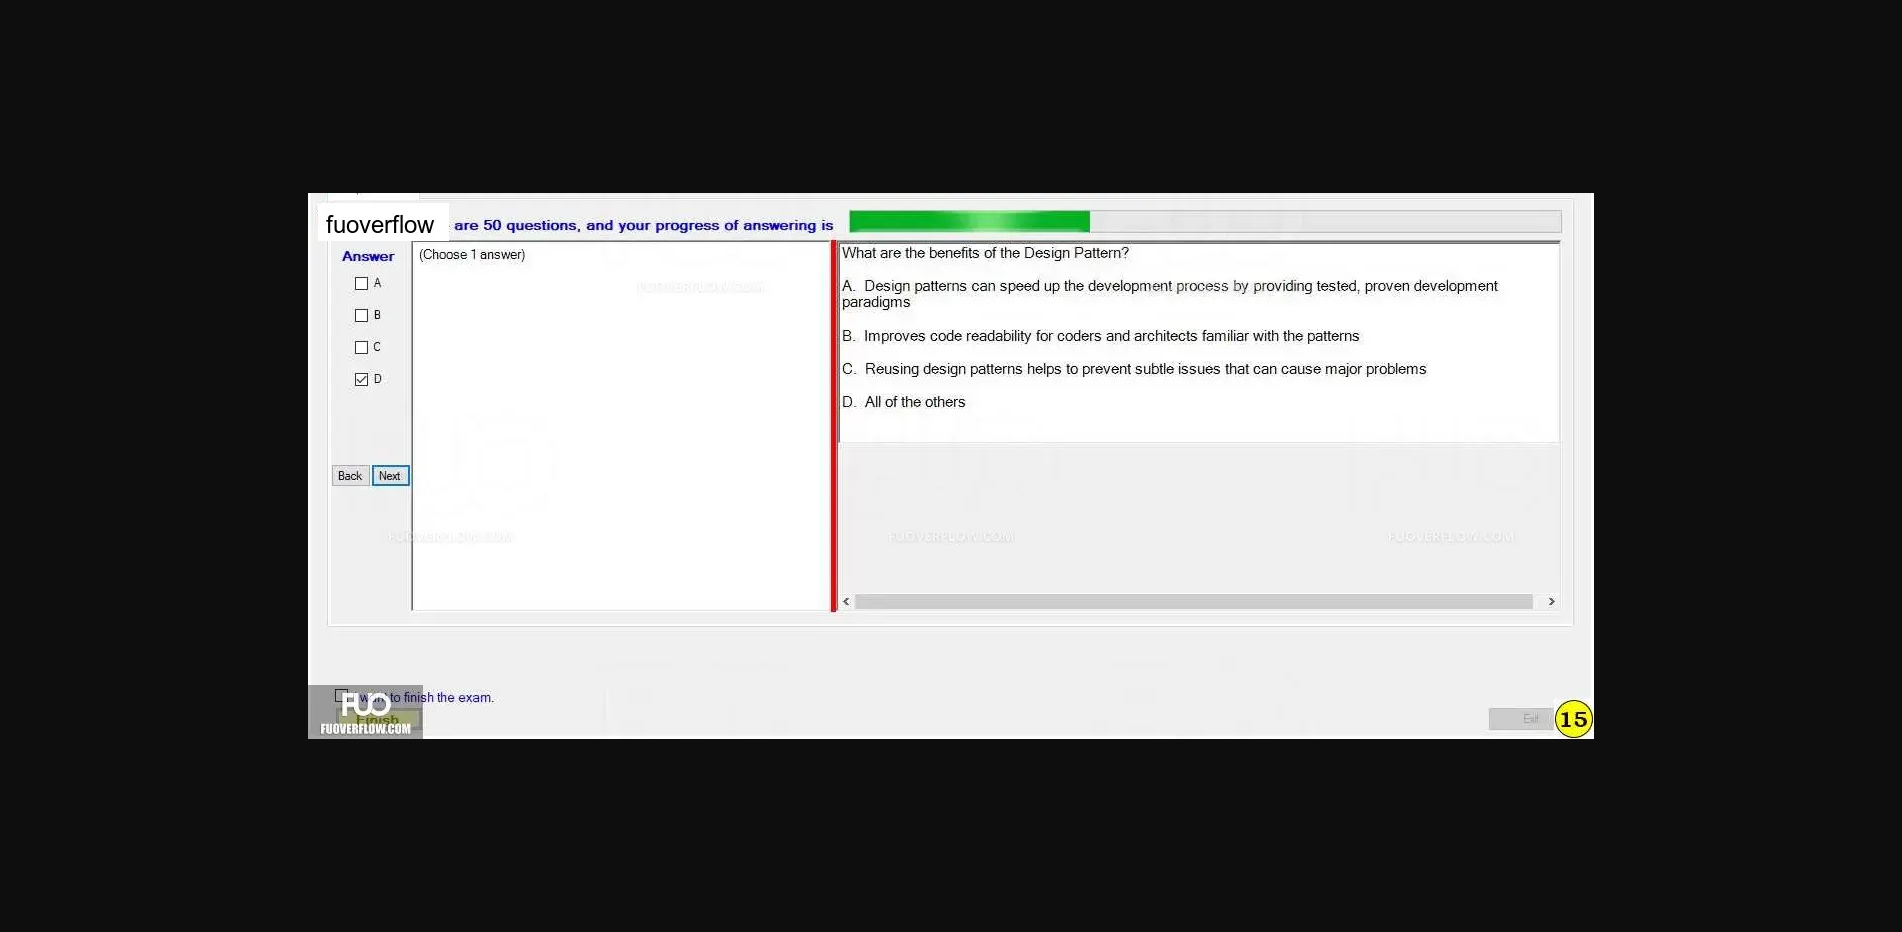 fuoverflow are 50 questions, and your progress of answering is
Answer
A
B
C
D
Back Next
(Choose 1 answer)
What are the benefits of the Design Pattern?
A. Design patterns can speed up the development process by providing tested, proven development
paradigms
B. Improves code readability for coders and architects familiar with the patterns
C. Reusing design patterns helps to prevent subtle issues that can cause major problems
D. All of the others
FUOVERFLOW.COM
FUOVERFLOW.COM FUOVERFLOW.COM FUOVERFLOW.COM
want to finish the exam.
FUO
Finish
FUOVERFLOW.COM
Exit
15